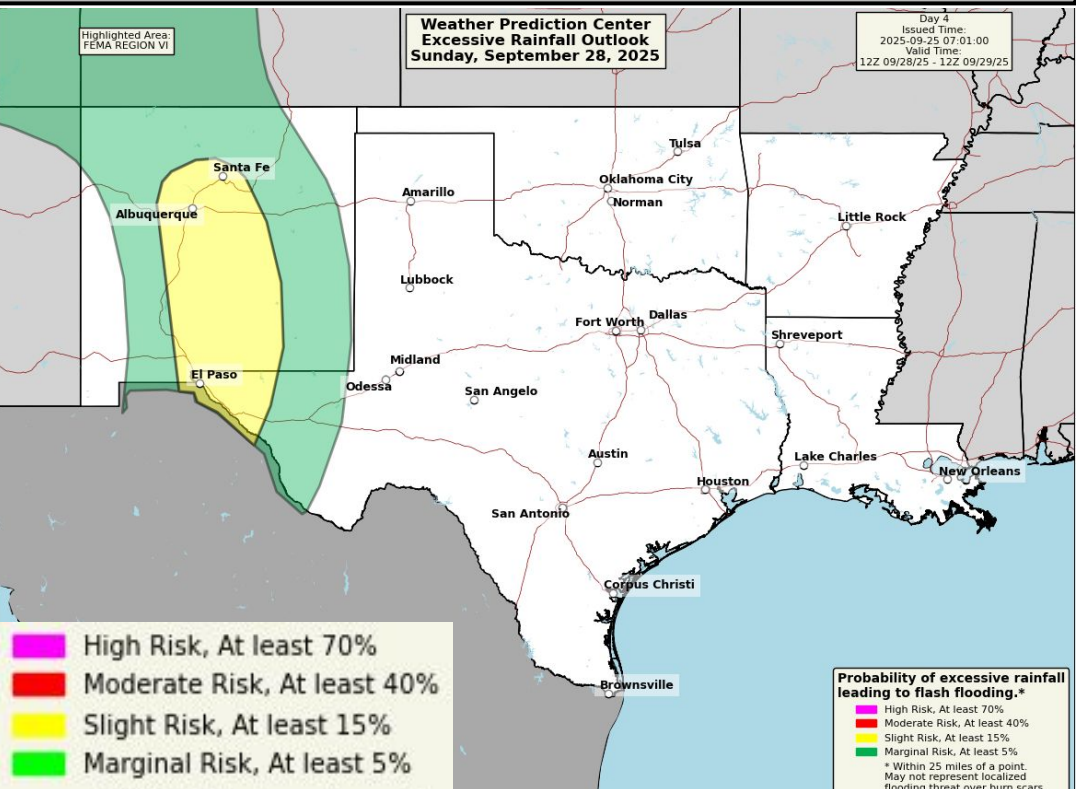 Highlighted Area:
FEMA REGION VI
Weather Prediction Center
Excessive Rainfall Outlook
Sunday, September 28, 2025
Day 4
Issued Time:
2025-09-25 07:01:00
Valid Time:
12Z 09/28/25 - 12Z 09/29/25
Tulsa
Santa Fe
Oklahoma City
Amarillo
Norman
Albuquerque
Little Rock
Lubbock
Dallas
Fort Worth
Shreveport
Midland
El Paso
Odessa
San Angelo
Austin
Lake Charles
New Orleans
Houston
San Antonio
Corpus Christi
Brownsville
High Risk, At least 70%
Moderate Risk, At least 40%
Slight Risk, At least 15%
Marginal Risk, At least 5%
Probability of excessive rainfall
leading to flash flooding.*
High Risk, At least 70%
Moderate Risk, At least 40%
Slight Risk, At least 15%
Marginal Risk, At least 5%
* Within 25 miles of a point.
May not represent localized
flooding threat over burn scars